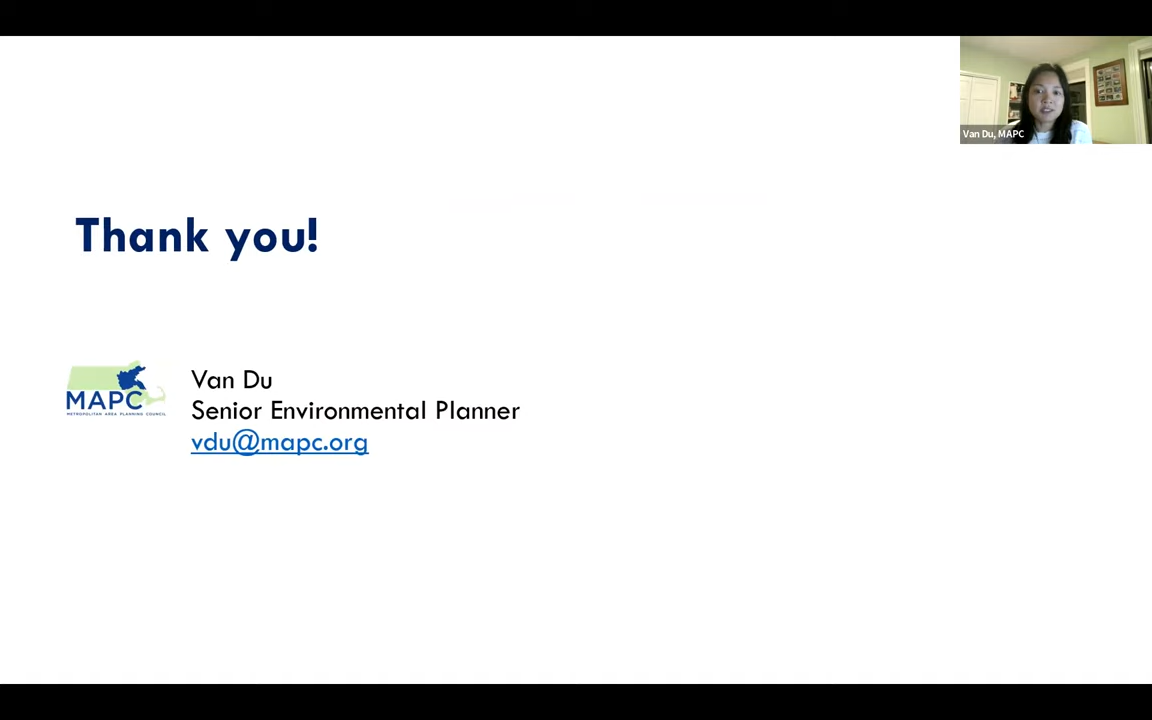 Van Du, MAPC
Thank you!
MAPC
METROPOLITAN AREA PLANNING COUNCIL
Van Du
Senior Environmental Planner
vdu@mapc.org